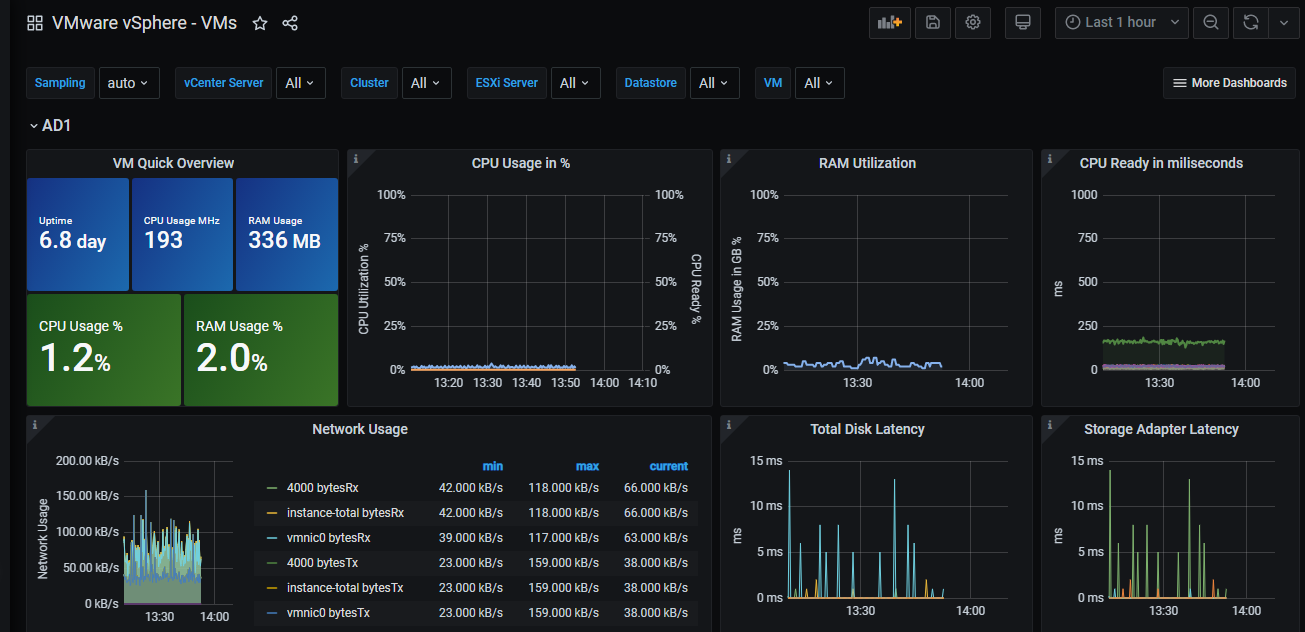 VMware vSphere - VMs
Last 1 hour
Sampling auto vCenter Server All Cluster All ESXi Server All Datastore All VM All More Dashboards
AD1
VM Quick Overview
Uptime
6.8 day
CPU Usage MHz
193
RAM Usage
336 MB
CPU Usage %
1.2%
RAM Usage %
2.0%
CPU Usage in %
CPU Utilization %
100%
75%
50%
25%
0%
100%
75%
50%
25%
0%
CPU Ready %
13:20 13:30 13:40 13:50 14:00 14:10
RAM Utilization
RAM Usage in GB %
100%
75%
50%
25%
0%
13:30 14:00
CPU Ready in miliseconds
ms
1000
750
500
250
0
13:30 14:00
Network Usage
Network Usage
200.00 kB/s
150.00 kB/s
100.00 kB/s
50.00 kB/s
0 kB/s
13:30 14:00
min max current
4000 bytesRx 42.000 kB/s 118.000 kB/s 66.000 kB/s
instance-total bytesRx 42.000 kB/s 118.000 kB/s 66.000 kB/s
vmnic0 bytesRx 39.000 kB/s 117.000 kB/s 63.000 kB/s
4000 bytesTx 23.000 kB/s 159.000 kB/s 38.000 kB/s
instance-total bytesTx 23.000 kB/s 159.000 kB/s 38.000 kB/s
vmnic0 bytesTx 23.000 kB/s 159.000 kB/s 38.000 kB/s
Total Disk Latency
ms
15 ms
10 ms
5 ms
0 ms
13:30 14:00
Storage Adapter Latency
ms
15 ms
10 ms
5 ms
0 ms
13:30 14:00